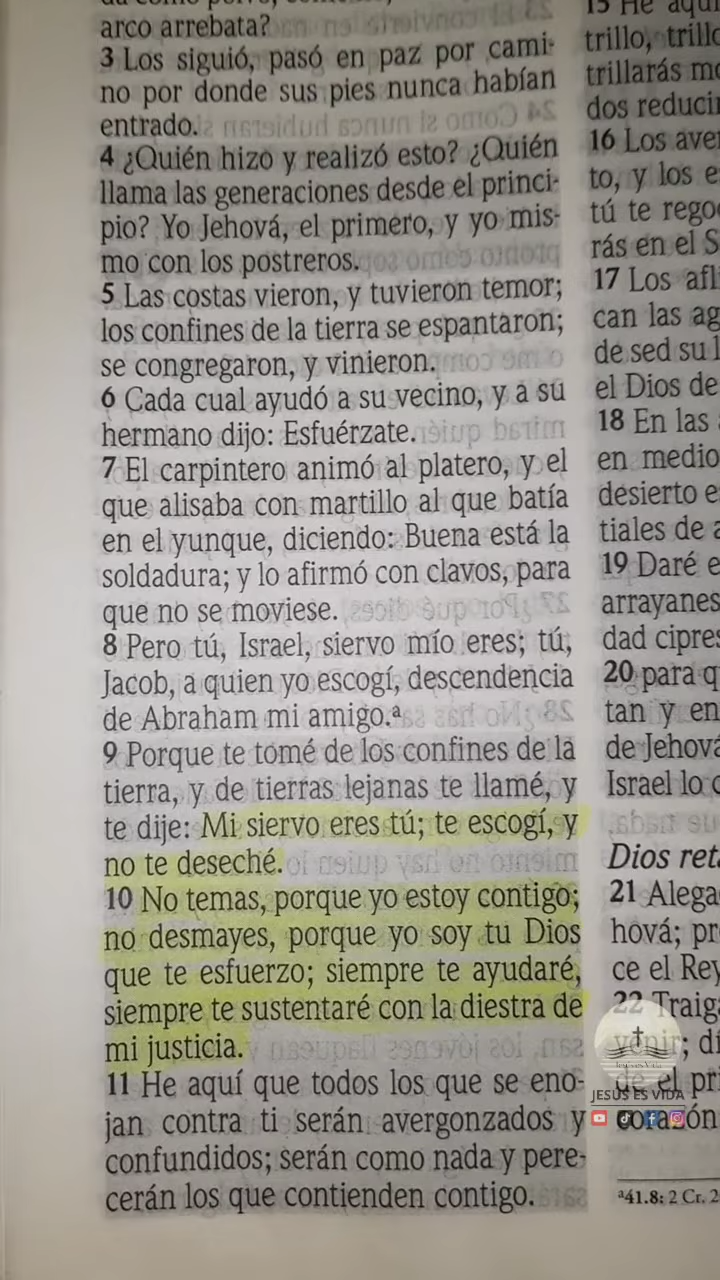 arco arrebata?
3 Los siguió, pasó en paz por cami-
no por donde sus pies nunca habían
entrado.
4 ¿Quién hizo y realizó esto? ¿Quién
llama las generaciones desde el princi-
pio? Yo Jehová, el primero, y yo mis-
mo con los postreros.
5 Las costas vieron, y tuvieron temor;
los confines de la tierra se espantaron;
se congregaron, y vinieron.
6 Cada cual ayudó a su vecino, y a su
hermano dijo: Esfuérzate.
7 El carpintero animó al platero, y el
que alisaba con martillo al que batía
en el yunque, diciendo: Buena está la
soldadura; y lo afirmó con clavos, para
que no se moviese.
8 Pero tú, Israel, siervo mío eres; tú,
Jacob, a quien yo escogí, descendencia
de Abraham mi amigo.ª
9 Porque te tomé de los confines de la
tierra, y de tierras lejanas te llamé, y
te dije: Mi siervo eres tú; te escogí, y
no te deseché.
10 No temas, porque yo estoy contigo;
no desmayes, porque yo soy tu Dios
que te esfuerzo; siempre te ayudaré,
siempre te sustentaré con la diestra de
mi justicia.
11 He aquí que todos los que se eno-
jan contra ti serán avergonzados y
confundidos; serán como nada y pere-
cerán los que contienden contigo.
15 He aquí
trillo, trillo
trillarás mo
dos reducir
16 Los ave
to, y los e
tú te rego
rás en el S
17 Los afl
can las ag
de sed su l
el Dios de
18 En las
en medio
desierto e
tiales de a
19 Daré e
arrayanes
dad cipres
20 para q
tan y en
de Jehová
Israel lo c
Dios ret
21 Alega
hová; pr
ce el Rey
22 Traig
venir; dí
de el pri
corazón
ª41.8: 2 Cr. 2
JESÚS ES VIDA